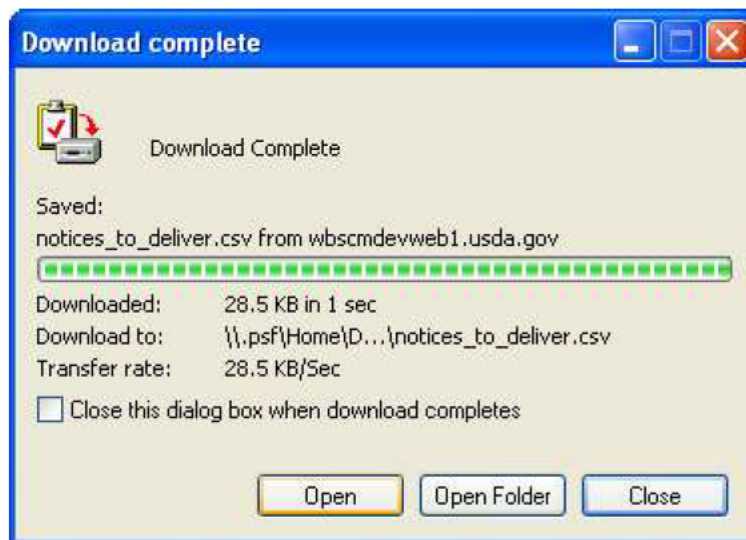 Download complete
Download Complete
Saved:
notices_to_deliver.csv from wbscmdevweb1.usda.gov
Downloaded: 28.5 KB in 1 sec
Download to: \\.psf\Home\D...\notices_to_deliver.csv
Transfer rate: 28.5 KB/Sec
Close this dialog box when download completes
Open Open Folder Close